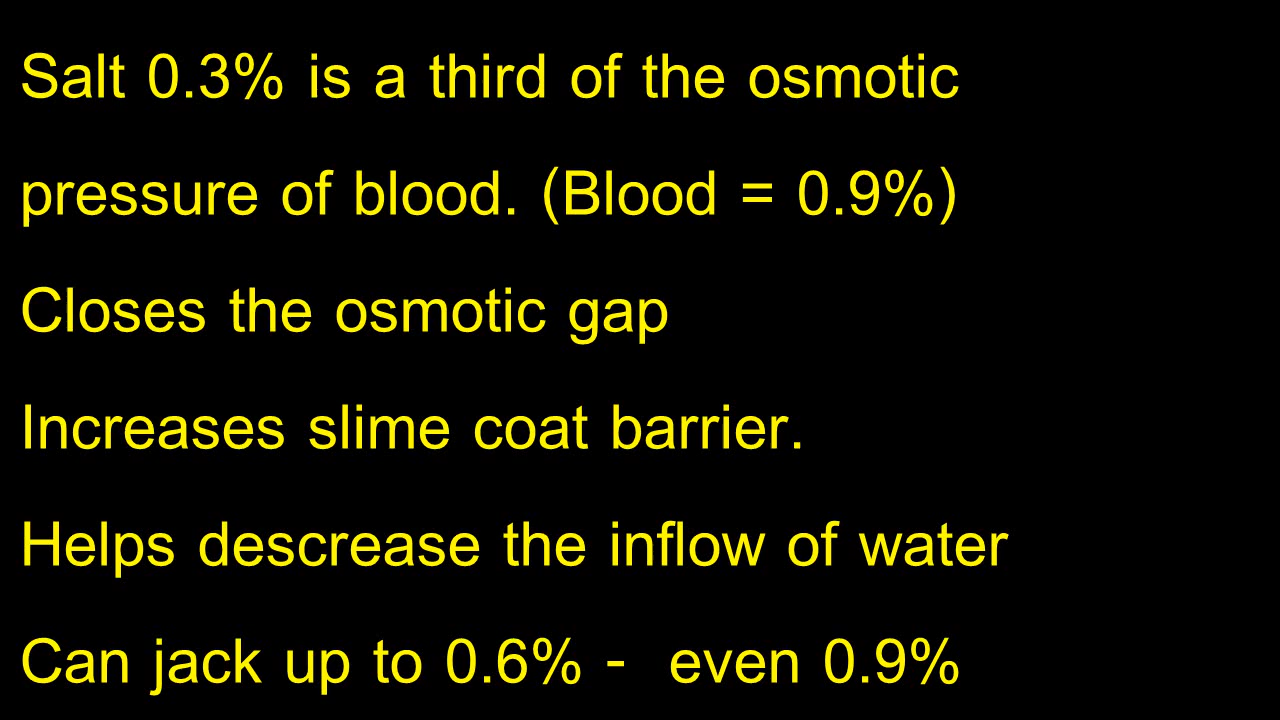 Salt 0.3% is a third of the osmotic
pressure of blood. (Blood = 0.9%)
Closes the osmotic gap
Increases slime coat barrier.
Helps descrease the inflow of water
Can jack up to 0.6% -  even 0.9%